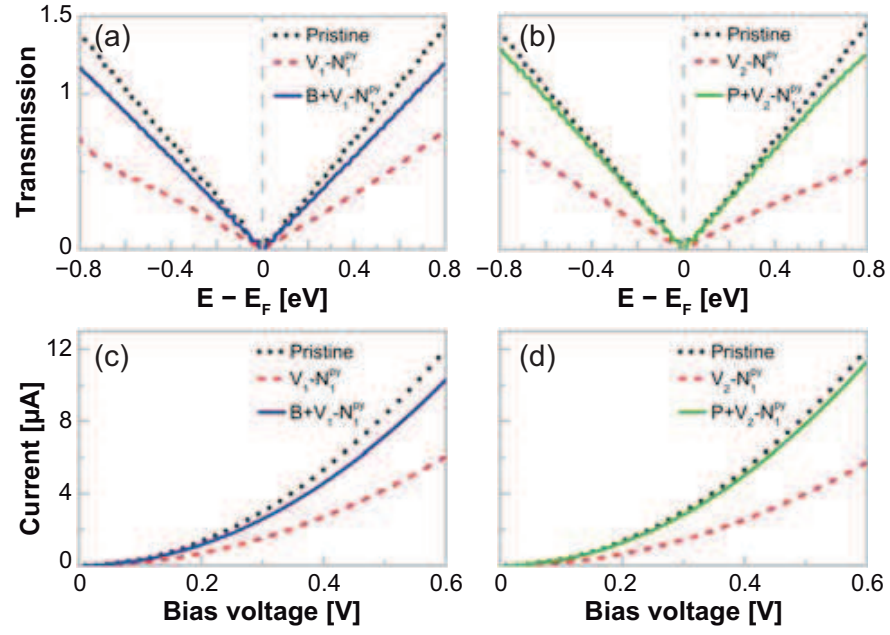 1.5
(a)
Pristine
V₁-N₁ᵖʸ
B+V₁-N₁ᵖʸ
1
0
Transmission
−0.8
−0.4
0
0.4
0.8
E − E_F [eV]
(b)
Pristine
V₂-N₁ᵖʸ
P+V₂-N₁ᵖʸ
−0.8
−0.4
0
0.4
0.8
E − E_F [eV]
12
(c)
Pristine
V₁-N₁ᵖʸ
B+V₁-N₁ᵖʸ
8
4
0
Current [µA]
0
0.2
0.4
0.6
Bias voltage [V]
(d)
Pristine
V₂-N₁ᵖʸ
P+V₂-N₁ᵖʸ
0
0.2
0.4
0.6
Bias voltage [V]